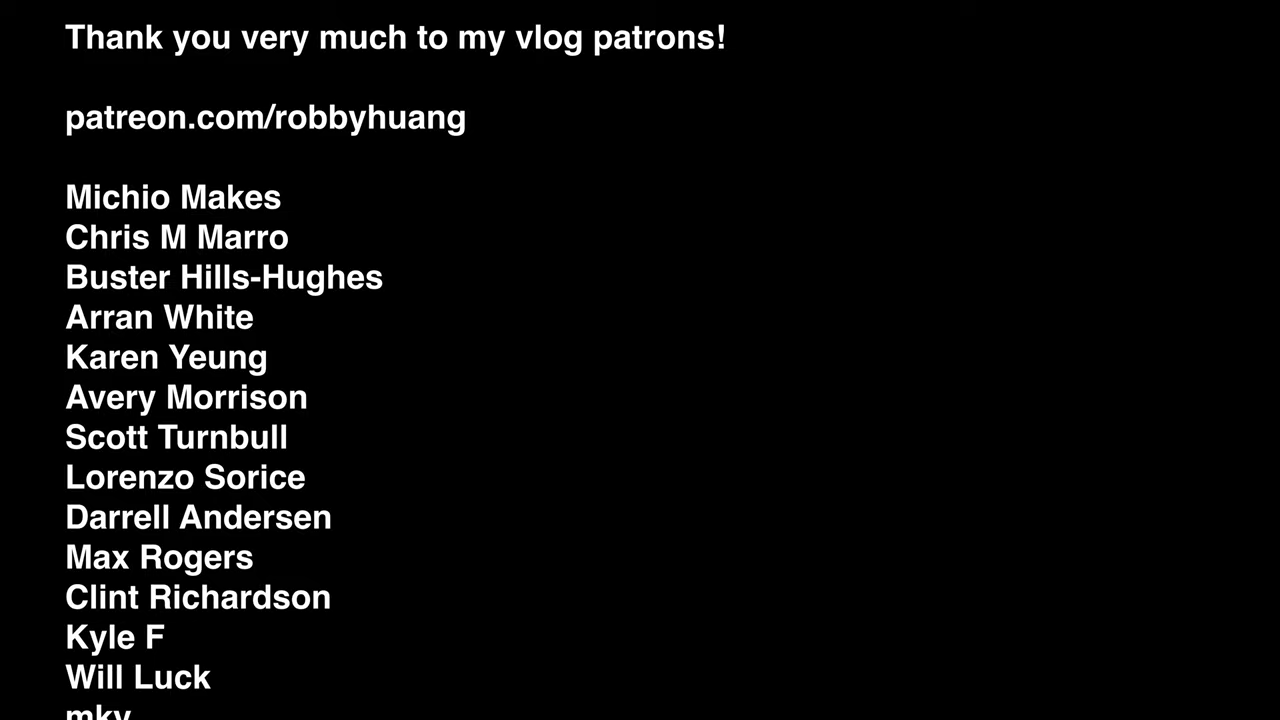 Thank you very much to my vlog patrons!
patreon.com/robbyhuang
Michio Makes
Chris M Marro
Buster Hills-Hughes
Arran White
Karen Yeung
Avery Morrison
Scott Turnbull
Lorenzo Sorice
Darrell Andersen
Max Rogers
Clint Richardson
Kyle F
Will Luck